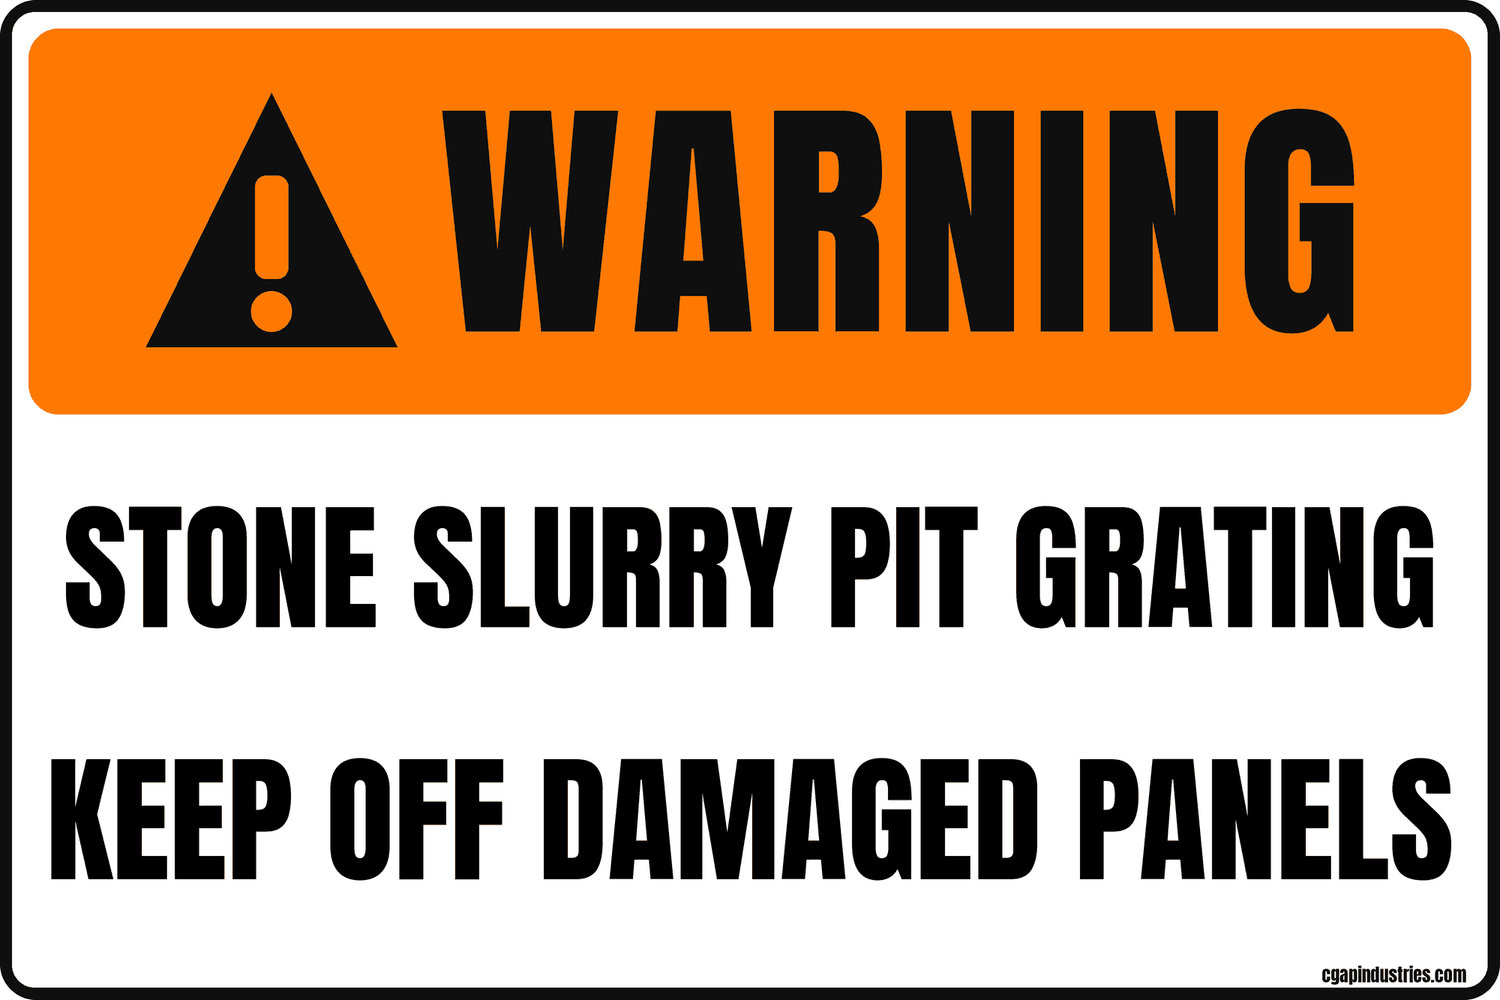 WARNING
STONE SLURRY PIT GRATING
KEEP OFF DAMAGED PANELS
cgapindustries.com